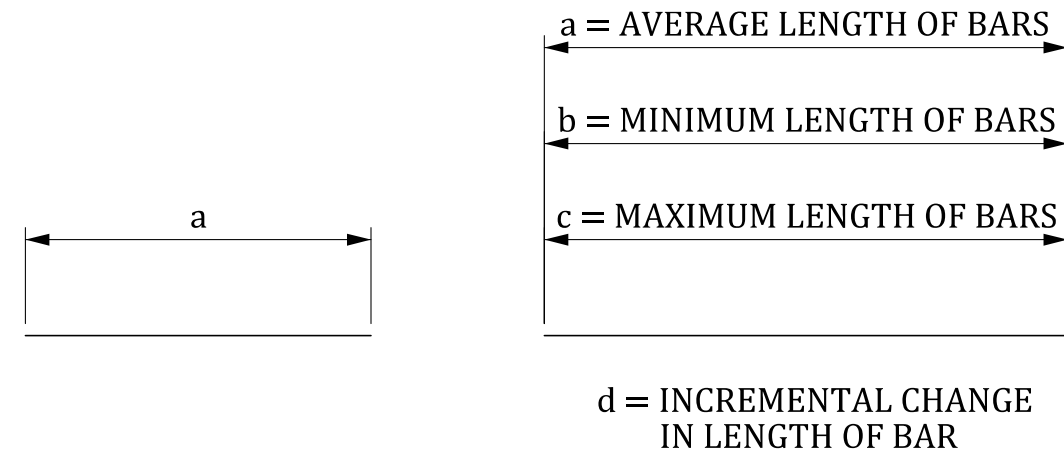 a = AVERAGE LENGTH OF BARS
b = MINIMUM LENGTH OF BARS
a
c = MAXIMUM LENGTH OF BARS
d = INCREMENTAL CHANGE
IN LENGTH OF BAR